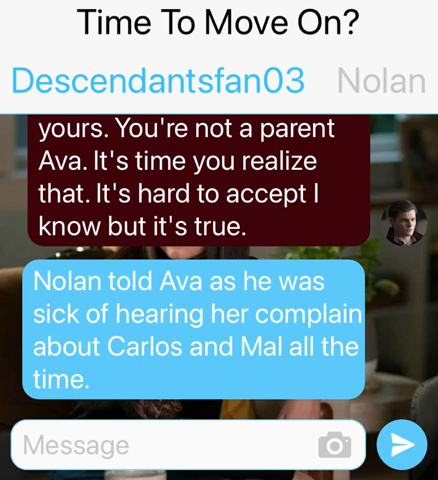 Time To Move On?
Descendantsfan03 Nolan
yours. You're not a parent
Ava. It's time you realize
that. It's hard to accept I
know but it's true.
Nolan told Ava as he was
sick of hearing her complain
about Carlos and Mal all the
time.
Message